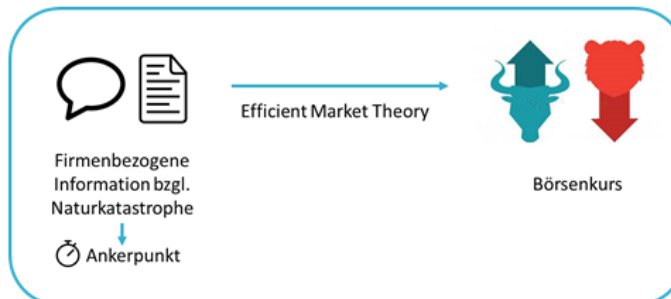 Efficient Market Theory
Firmenbezogene
Information bzgl.
Naturkatastrophe
Börsenkurs
Ankerpunkt